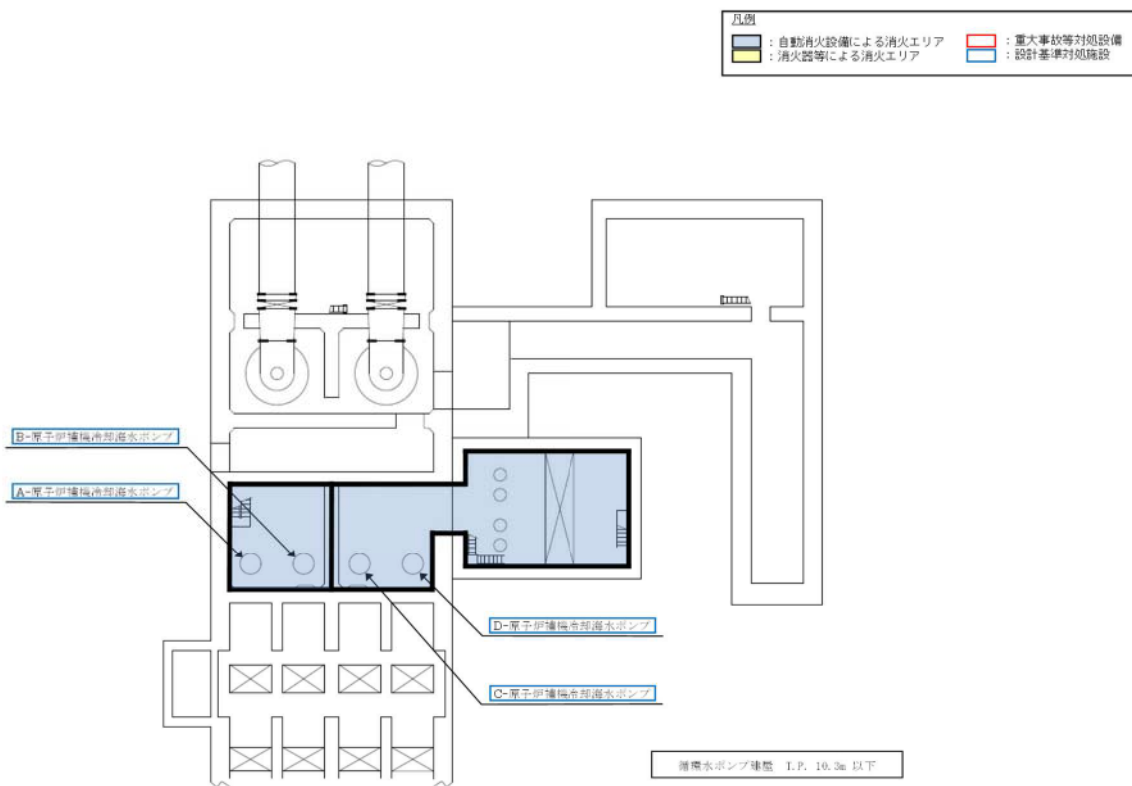 凡例
：自動消火設備による消火エリア
：重大事故等対処設備
：消火器等による消火エリア
：設計基準対処施設
B-原子炉補機冷却海水ポンプ
A-原子炉補機冷却海水ポンプ
D-原子炉補機冷却海水ポンプ
C-原子炉補機冷却海水ポンプ
循環水ポンプ建屋 T.P. 10.3m 以下